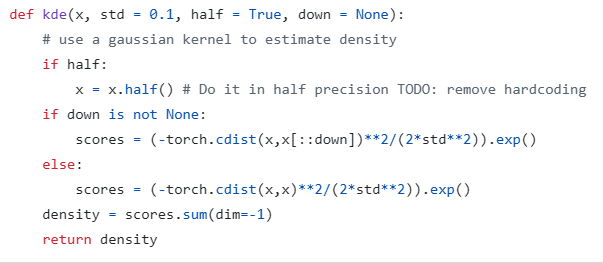 def kde(x, std = 0.1, half = True, down = None):
    # use a gaussian kernel to estimate density
    if half:
        x = x.half() # Do it in half precision TODO: remove hardcoding
    if down is not None:
        scores = (-torch.cdist(x,x[::down])**2/(2*std**2)).exp()
    else:
        scores = (-torch.cdist(x,x)**2/(2*std**2)).exp()
    density = scores.sum(dim=-1)
    return density